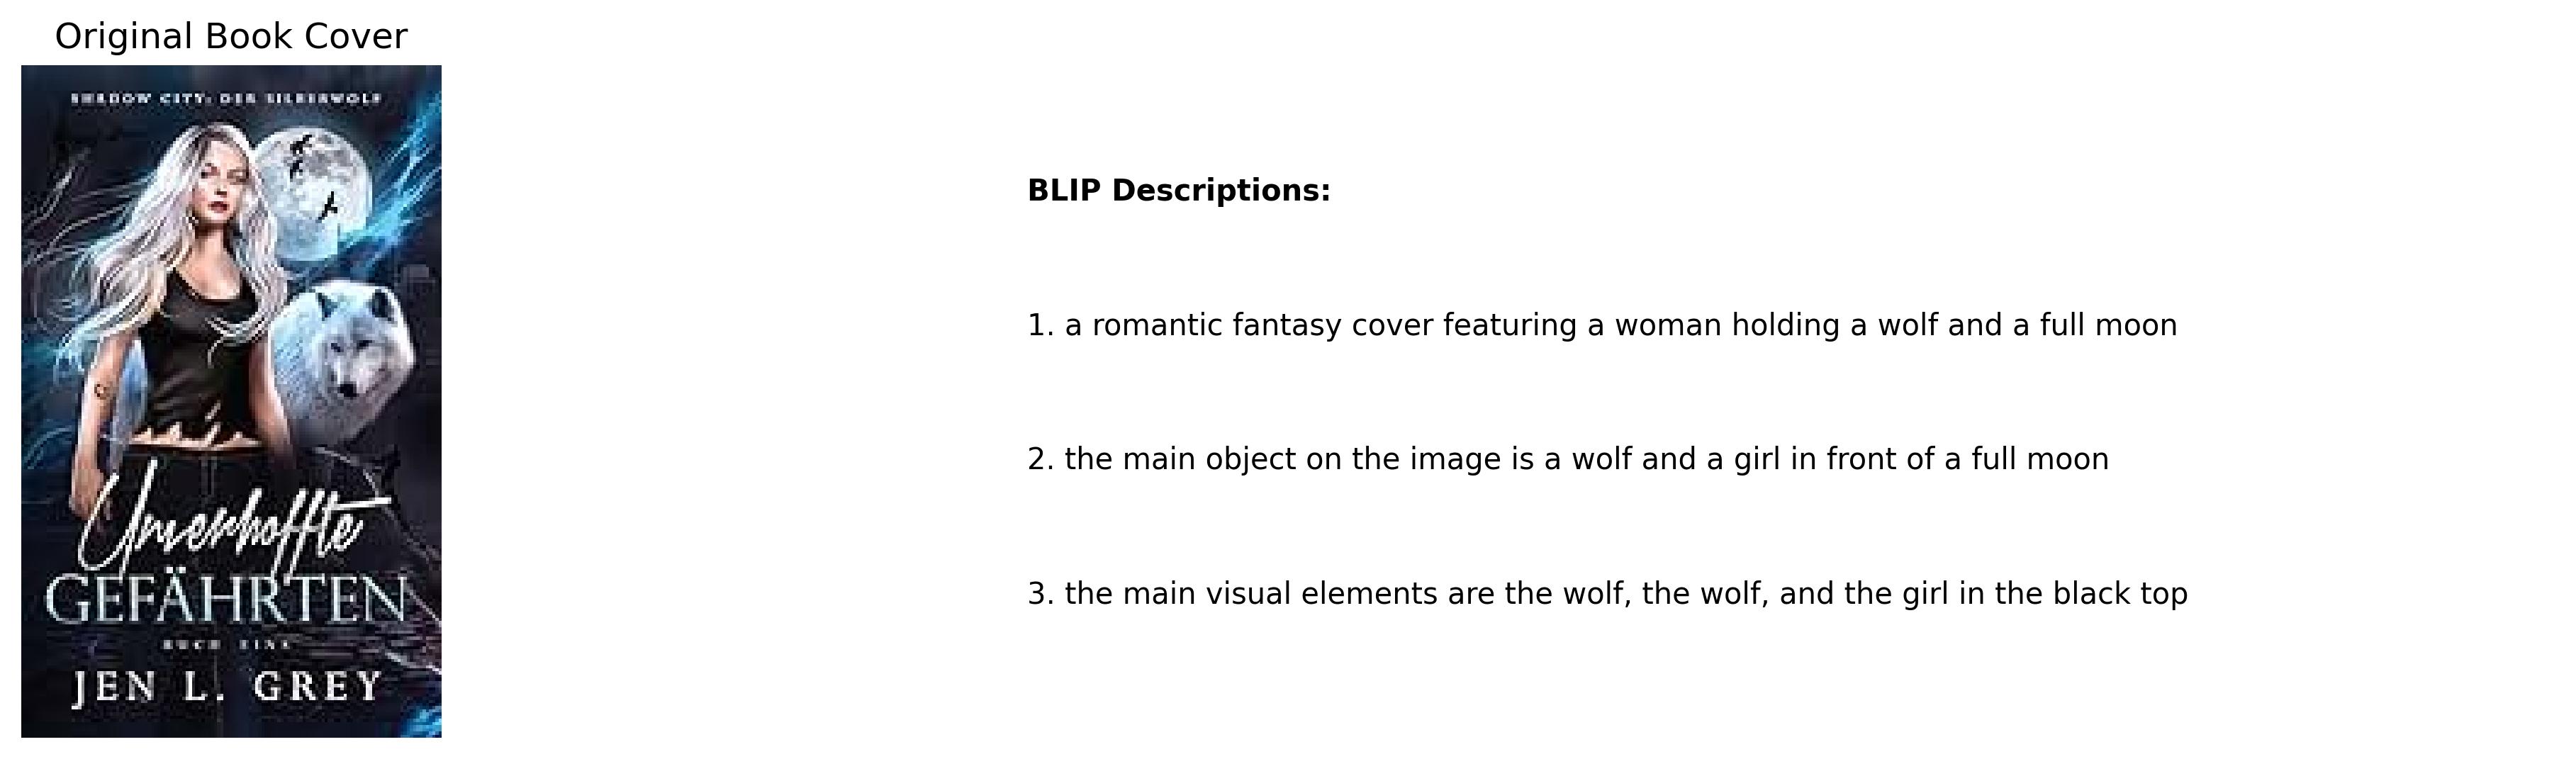 Original Book Cover
SHADOW CITY: DER SILBERWOLF
Unverhoffte
GEFÄHRTEN
BUCH EINS
JEN L. GREY
BLIP Descriptions:
1. a romantic fantasy cover featuring a woman holding a wolf and a full moon
2. the main object on the image is a wolf and a girl in front of a full moon
3. the main visual elements are the wolf, the wolf, and the girl in the black top